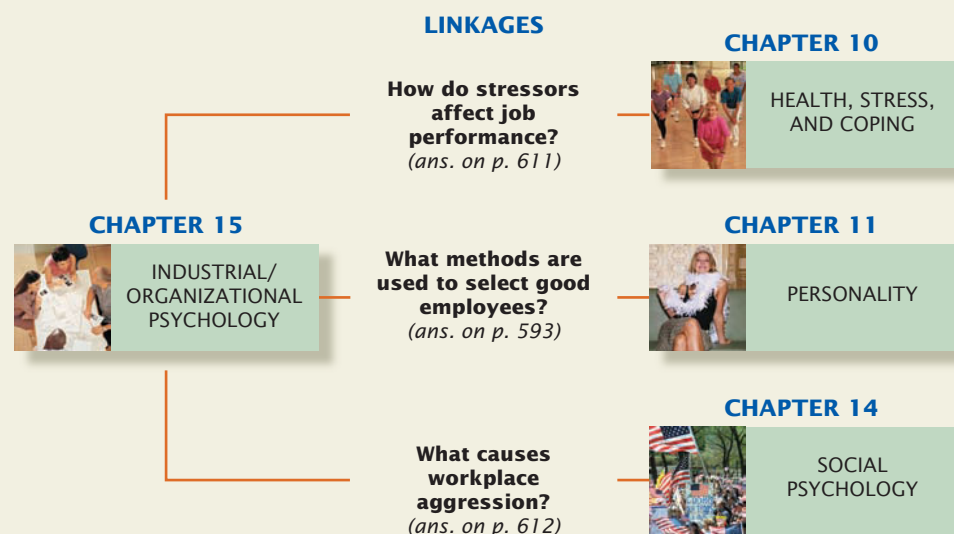 LINKAGES
CHAPTER 10
How do stressors
affect job
performance?
(ans. on p. 611)
HEALTH, STRESS,
AND COPING
CHAPTER 15
INDUSTRIAL/
ORGANIZATIONAL
PSYCHOLOGY
CHAPTER 11
What methods are
used to select good
employees?
(ans. on p. 593)
PERSONALITY
CHAPTER 14
What causes
workplace
aggression?
(ans. on p. 612)
SOCIAL
PSYCHOLOGY